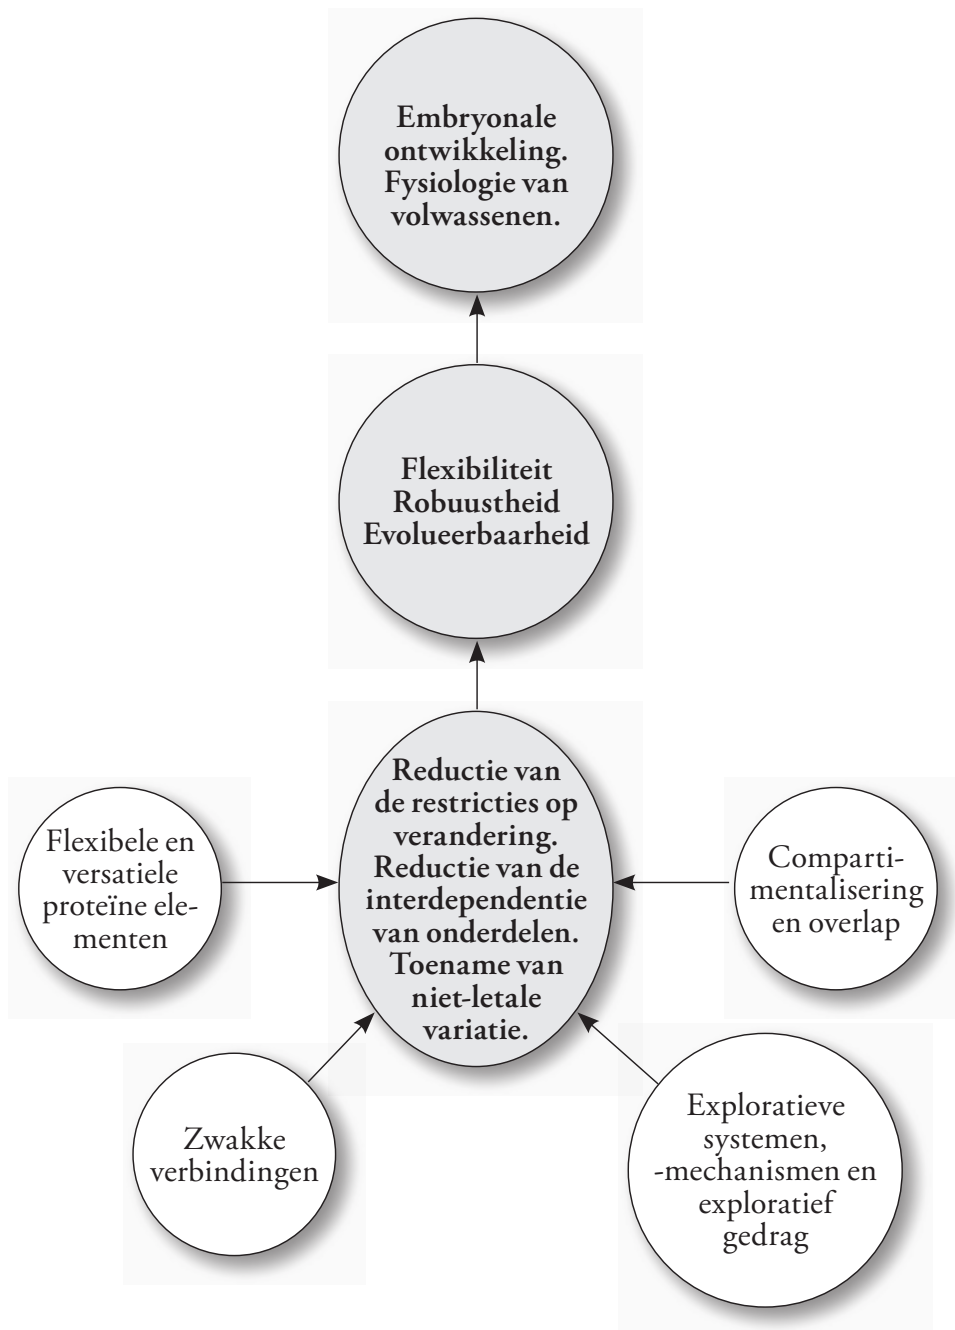 Embryonale
ontwikkeling.
Fysiologie van
volwassenen.
Flexibiliteit
Robuustheid
Evolueerbaarheid
Reductie van
de restricties op
verandering.
Reductie van de
interdependentie
van onderdelen.
Toename van
niet-letale
variatie.
Flexibele en
versatiele
proteïne ele-
menten
Comparti-
mentalisering
en overlap
Zwakke
verbindingen
Exploratieve
systemen,
-mechanismen en
exploratief
gedrag